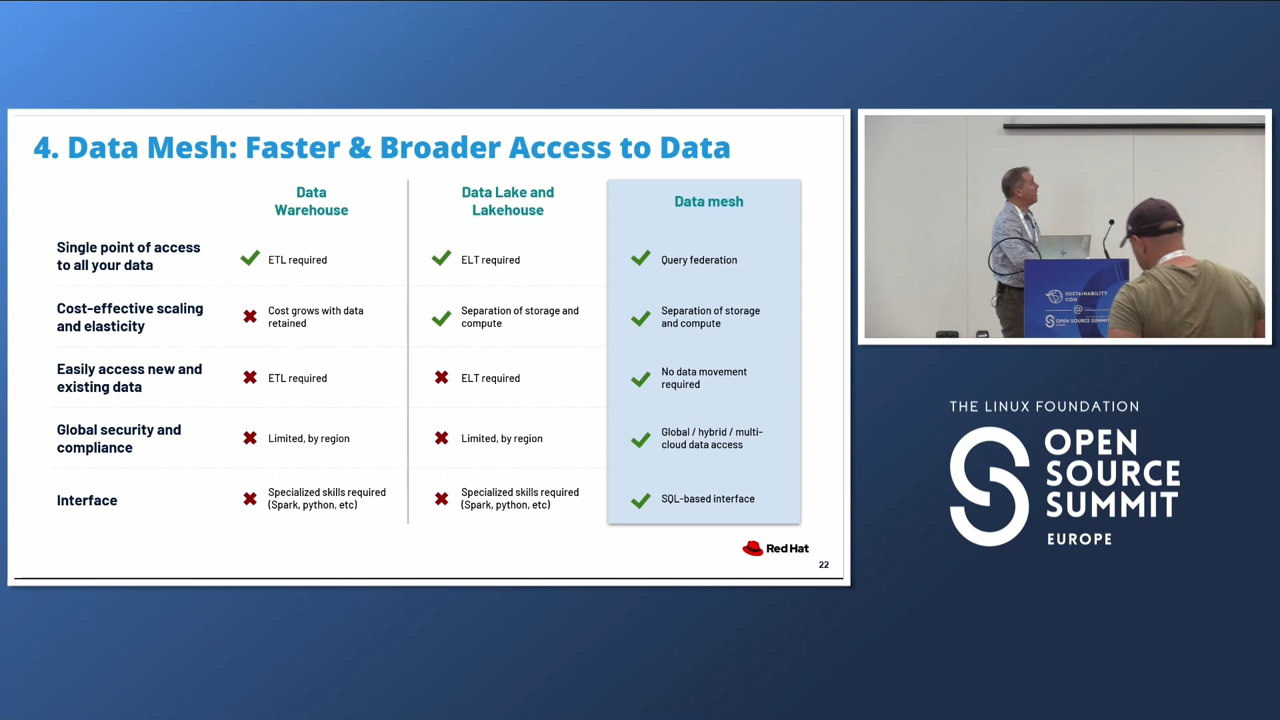 4. Data Mesh: Faster & Broader Access to Data
Data
Warehouse
Data Lake and
Lakehouse
Data mesh
Single point of access
to all your data
ETL required
ELT required
Query federation
Cost-effective scaling
and elasticity
Cost grows with data
retained
Separation of storage and
compute
Separation of storage
and compute
Easily access new and
existing data
ETL required
ELT required
No data movement
required
Global security and
compliance
Limited, by region
Limited, by region
Global / hybrid / multi-
cloud data access
Interface
Specialized skills required
(Spark, python, etc)
Specialized skills required
(Spark, python, etc)
SQL-based interface
Red Hat
22
SUSTAINABILITY
CON
@
OPEN SOURCE SUMMIT
THE LINUX FOUNDATION
OPEN
SOURCE
SUMMIT
EUROPE